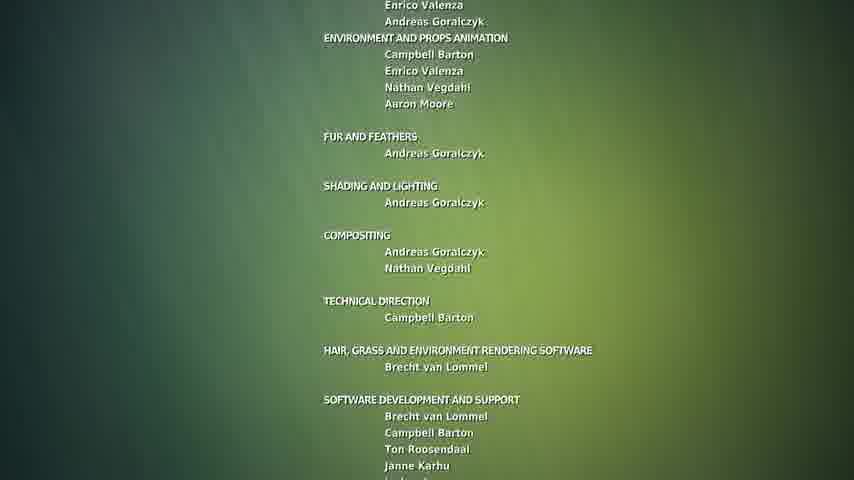 Enrico Valenza
Andreas Goralczyk
ENVIRONMENT AND PROPS ANIMATION
Campbell Barton
Enrico Valenza
Nathan Vegdahl
Aaron Moore
FUR AND FEATHERS
Andreas Goralczyk
SHADING AND LIGHTING
Andreas Goralczyk
COMPOSITING
Andreas Goralczyk
Nathan Vegdahl
TECHNICAL DIRECTION
Campbell Barton
HAIR, GRASS AND ENVIRONMENT RENDERING SOFTWARE
Brecht van Lommel
SOFTWARE DEVELOPMENT AND SUPPORT
Brecht van Lommel
Campbell Barton
Ton Roosendaal
Janne Karhu